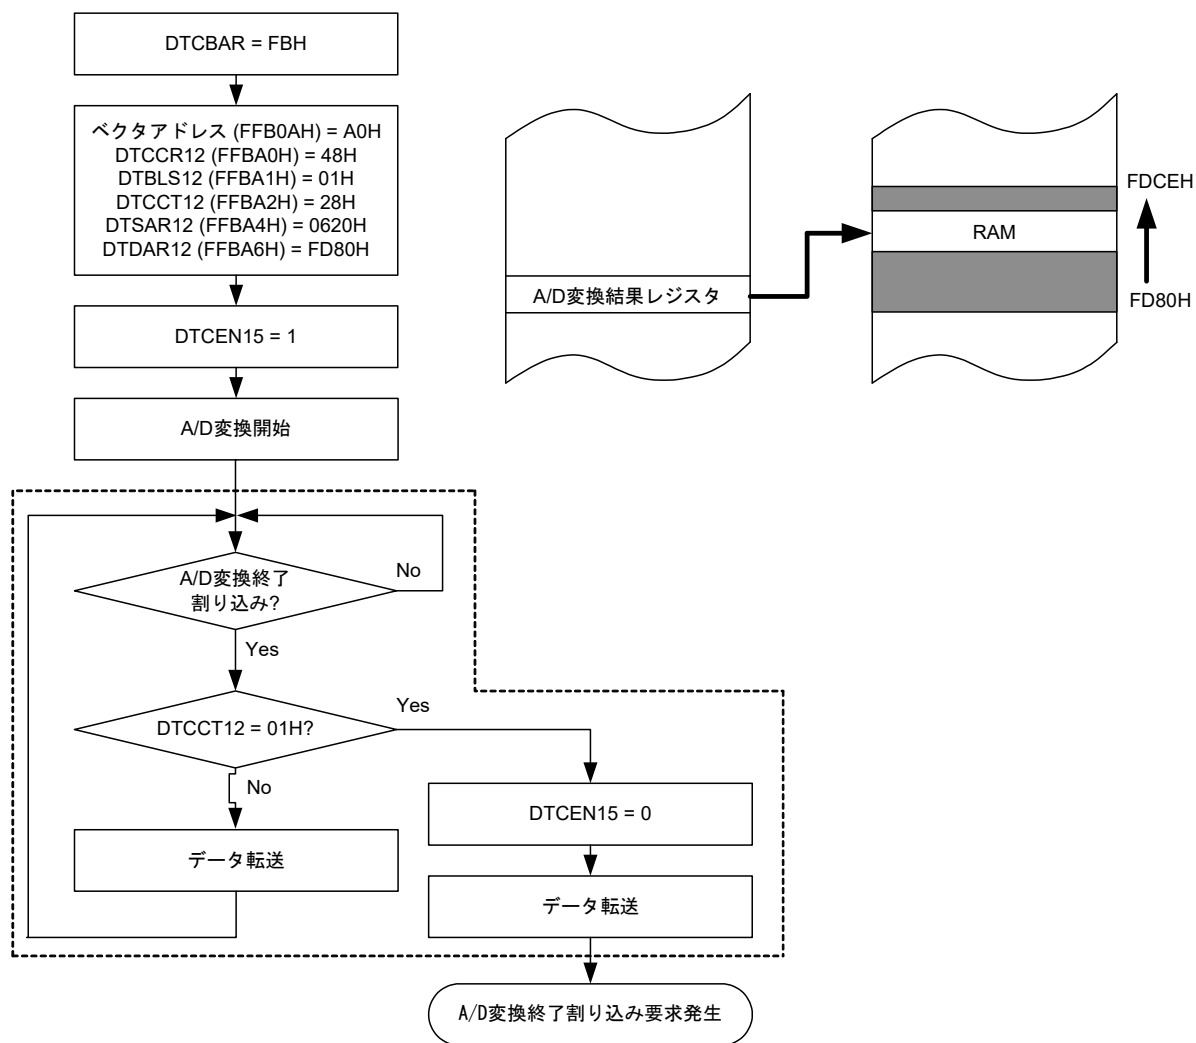 DTCBAR = FBH
ベクタアドレス (FFB0AH) = A0H
DTCCR12 (FFBA0H) = 48H
DTBLS12 (FFBA1H) = 01H
DTCCT12 (FFBA2H) = 28H
DTSAR12 (FFBA4H) = 0620H
DTDAR12 (FFBA6H) = FD80H
DTCEN15 = 1
A/D変換開始
A/D変換終了
割り込み?
No
Yes
DTCCT12 = 01H?
Yes
No
データ転送
DTCEN15 = 0
データ転送
A/D変換終了割り込み要求発生
A/D変換結果レジスタ
RAM
FDCEH
FD80H